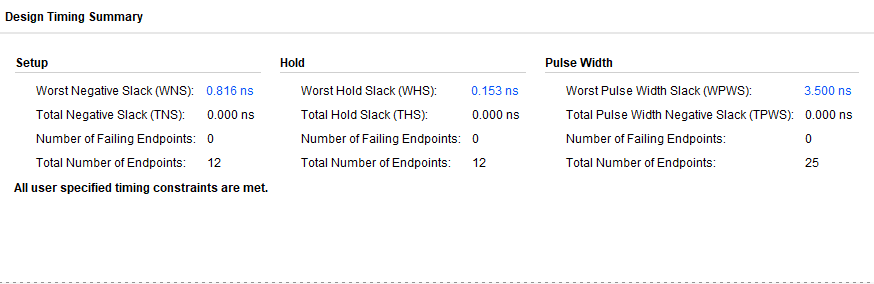 Design Timing Summary
Setup Hold Pulse Width
Worst Negative Slack (WNS): 0.816 ns Worst Hold Slack (WHS): 0.153 ns Worst Pulse Width Slack (WPWS): 3.500 ns
Total Negative Slack (TNS): 0.000 ns Total Hold Slack (THS): 0.000 ns Total Pulse Width Negative Slack (TPWS): 0.000 ns
Number of Failing Endpoints: 0 Number of Failing Endpoints: 0 Number of Failing Endpoints: 0
Total Number of Endpoints: 12 Total Number of Endpoints: 12 Total Number of Endpoints: 25
All user specified timing constraints are met.